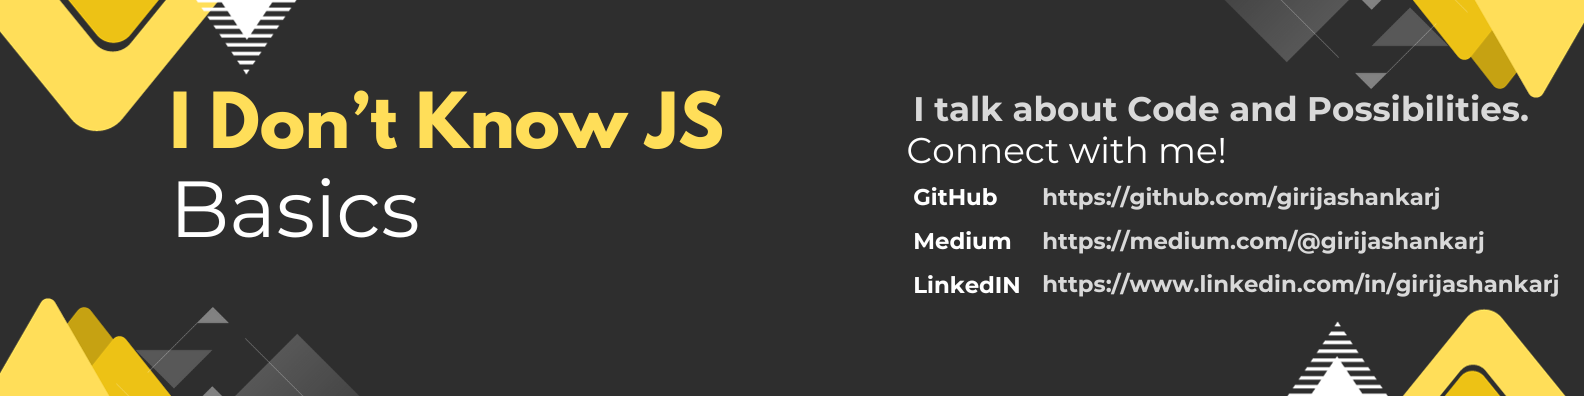 I Don’t Know JS
Basics
I talk about Code and Possibilities.
Connect with me!
GitHub https://github.com/girijashankarj
Medium https://medium.com/@girijashankarj
LinkedIN https://www.linkedin.com/in/girijashankarj